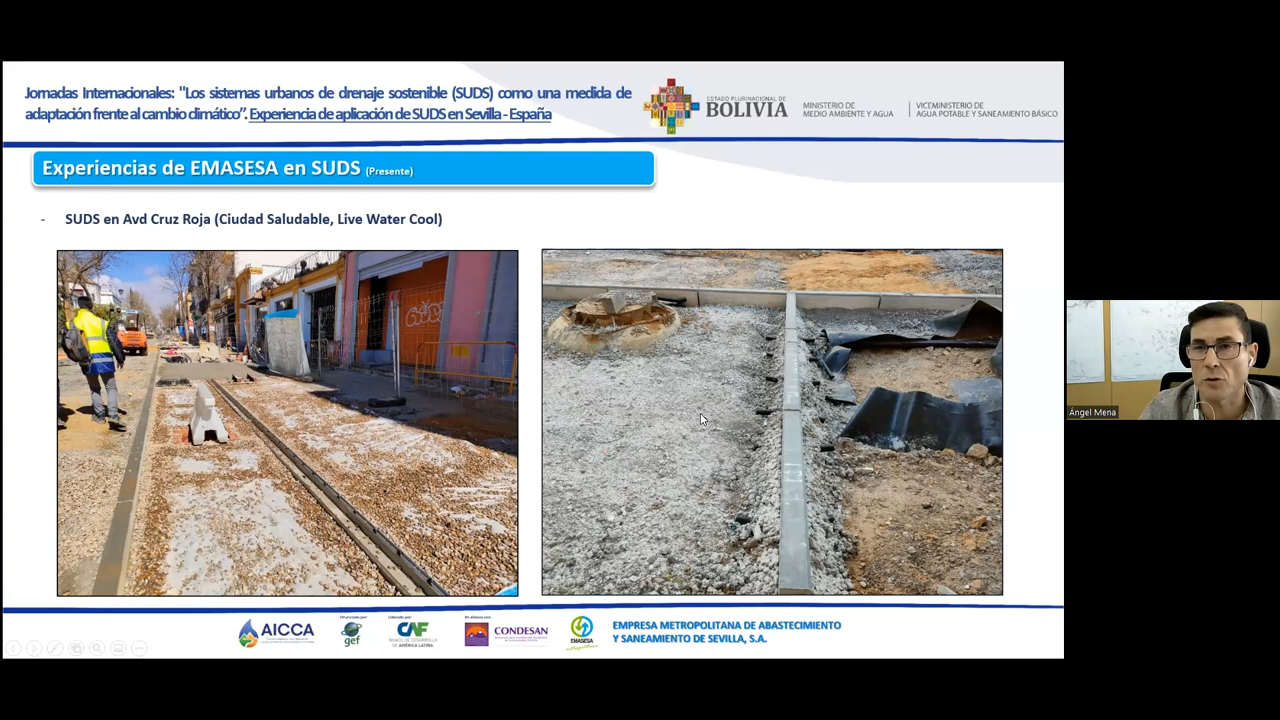 Jornadas Internacionales: "Los sistemas urbanos de drenaje sostenible (SUDS) como una medida de
adaptación frente al cambio climático". Experiencia de aplicación de SUDS en Sevilla - España
ESTADO PLURINACIONAL DE
BOLIVIA
MINISTERIO DE
MEDIO AMBIENTE Y AGUA
VICEMINISTERIO DE
AGUA POTABLE Y SANEAMIENTO BÁSICO
Experiencias de EMASESA en SUDS (Presente)
- SUDS en Avd Cruz Roja (Ciudad Saludable, Live Water Cool)
Ángel Mena
AICCA
Financiado por:
gef
Liderado por:
CAF
BANCO DE DESARROLLO
DE AMÉRICA LATINA
En alianza con:
CONDESAN
EMASESA
EMPRESA METROPOLITANA DE ABASTECIMIENTO
Y SANEAMIENTO DE SEVILLA, S.A.